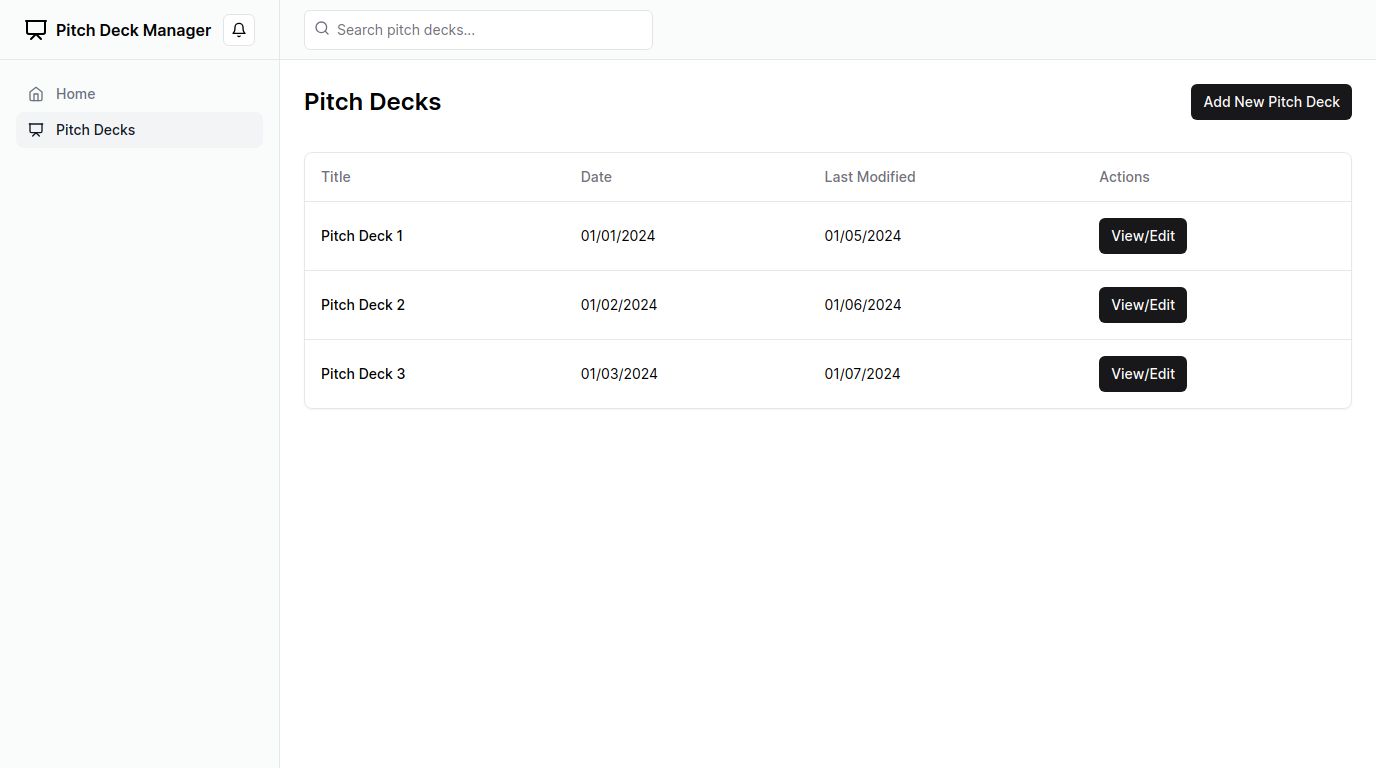 Pitch Deck Manager
Search pitch decks...
Home
Pitch Decks
Pitch Decks
Add New Pitch Deck
Title Date Last Modified Actions
Pitch Deck 1 01/01/2024 01/05/2024 View/Edit
Pitch Deck 2 01/02/2024 01/06/2024 View/Edit
Pitch Deck 3 01/03/2024 01/07/2024 View/Edit